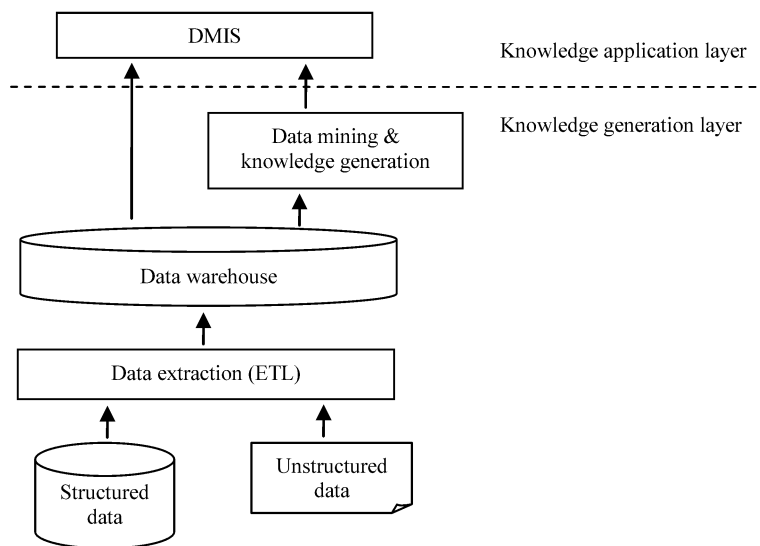 DMIS
Knowledge application layer
Knowledge generation layer
Data mining &
knowledge generation
Data warehouse
Data extraction (ETL)
Structured
data
Unstructured
data